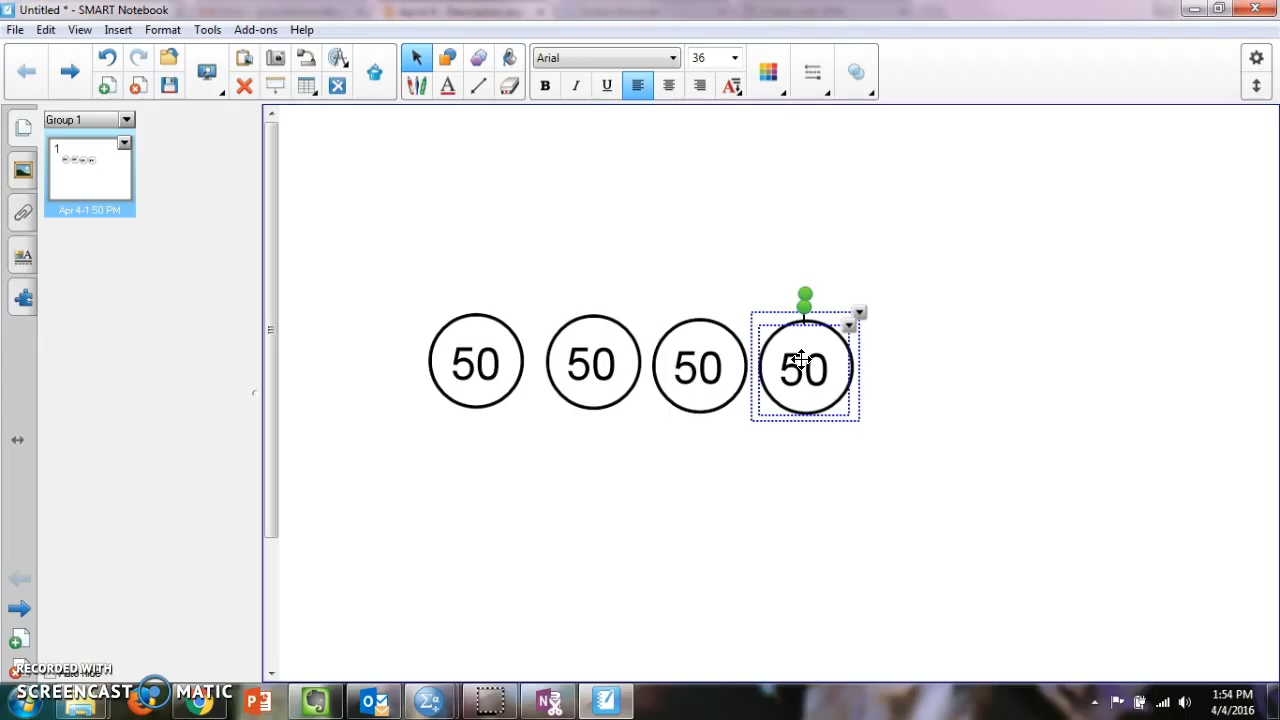 Untitled * - SMART Notebook
File Edit View Insert Format Tools Add-ons Help
Arial 36
B I U
Group 1
1
Apr 4-1:50 PM
50 50 50 50
RECORDED WITH
SCREENCAST MATIC
1:54 PM
4/4/2016